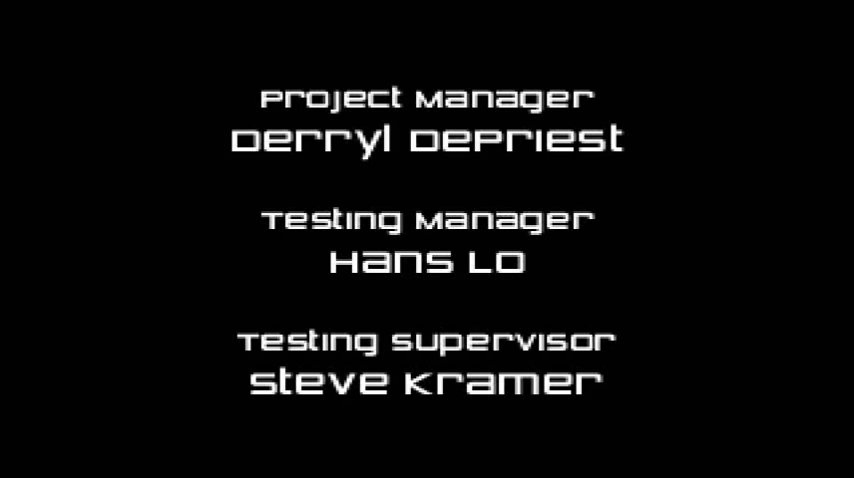 Project Manager
Derryl DePriest
Testing Manager
Hans Lo
Testing Supervisor
Steve Kramer